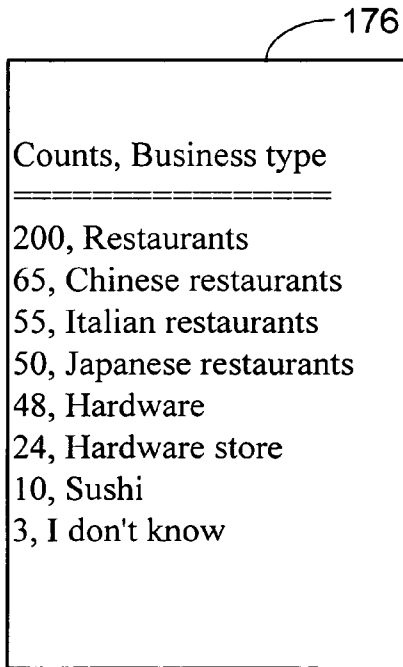 176
Counts, Business type
=================
200, Restaurants
65, Chinese restaurants
55, Italian restaurants
50, Japanese restaurants
48, Hardware
24, Hardware store
10, Sushi
3, I don't know